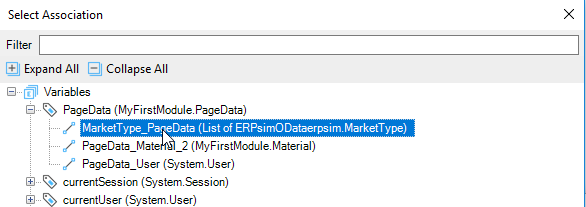 Select Association
Filter
Expand All Collapse All
Variables
PageData (MyFirstModule.PageData)
MarketType_PageData (List of ERPsimODataerpsim.MarketType)
PageData_Material_2 (MyFirstModule.Material)
PageData_User (System.User)
currentSession (System.Session)
currentUser (System.User)